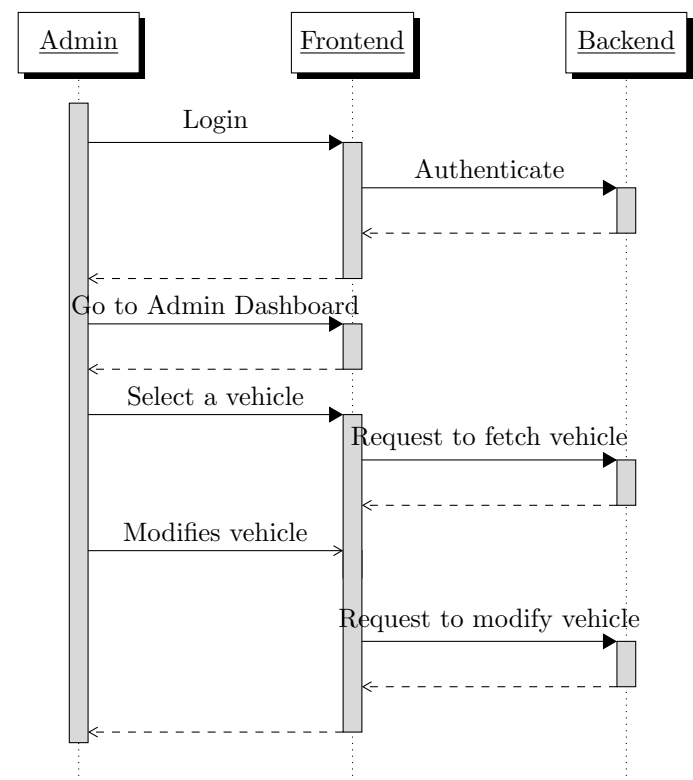 Admin
Frontend
Backend
Login
Authenticate
Go to Admin Dashboard
Select a vehicle
Request to fetch vehicle
Modifies vehicle
Request to modify vehicle